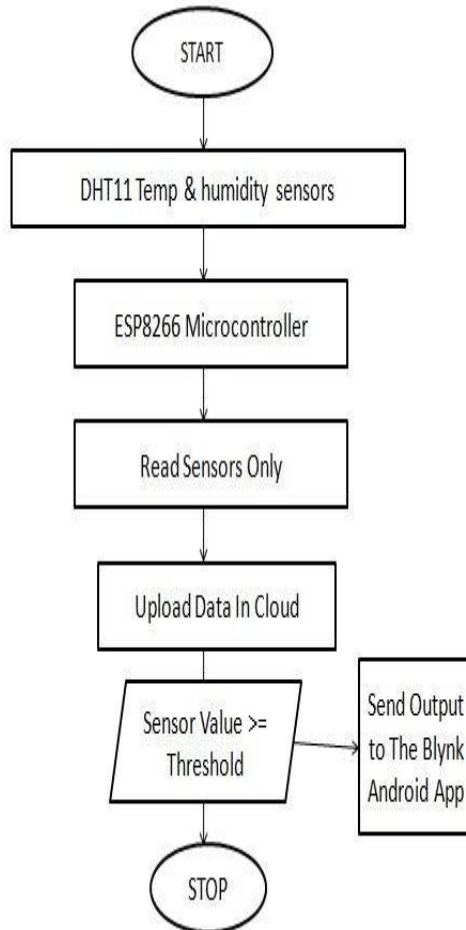 START
DHT11 Temp & humidity sensors
ESP8266 Microcontroller
Read Sensors Only
Upload Data In Cloud
Sensor Value >=
Threshold
Send Output
to The Blynk
Android App
STOP